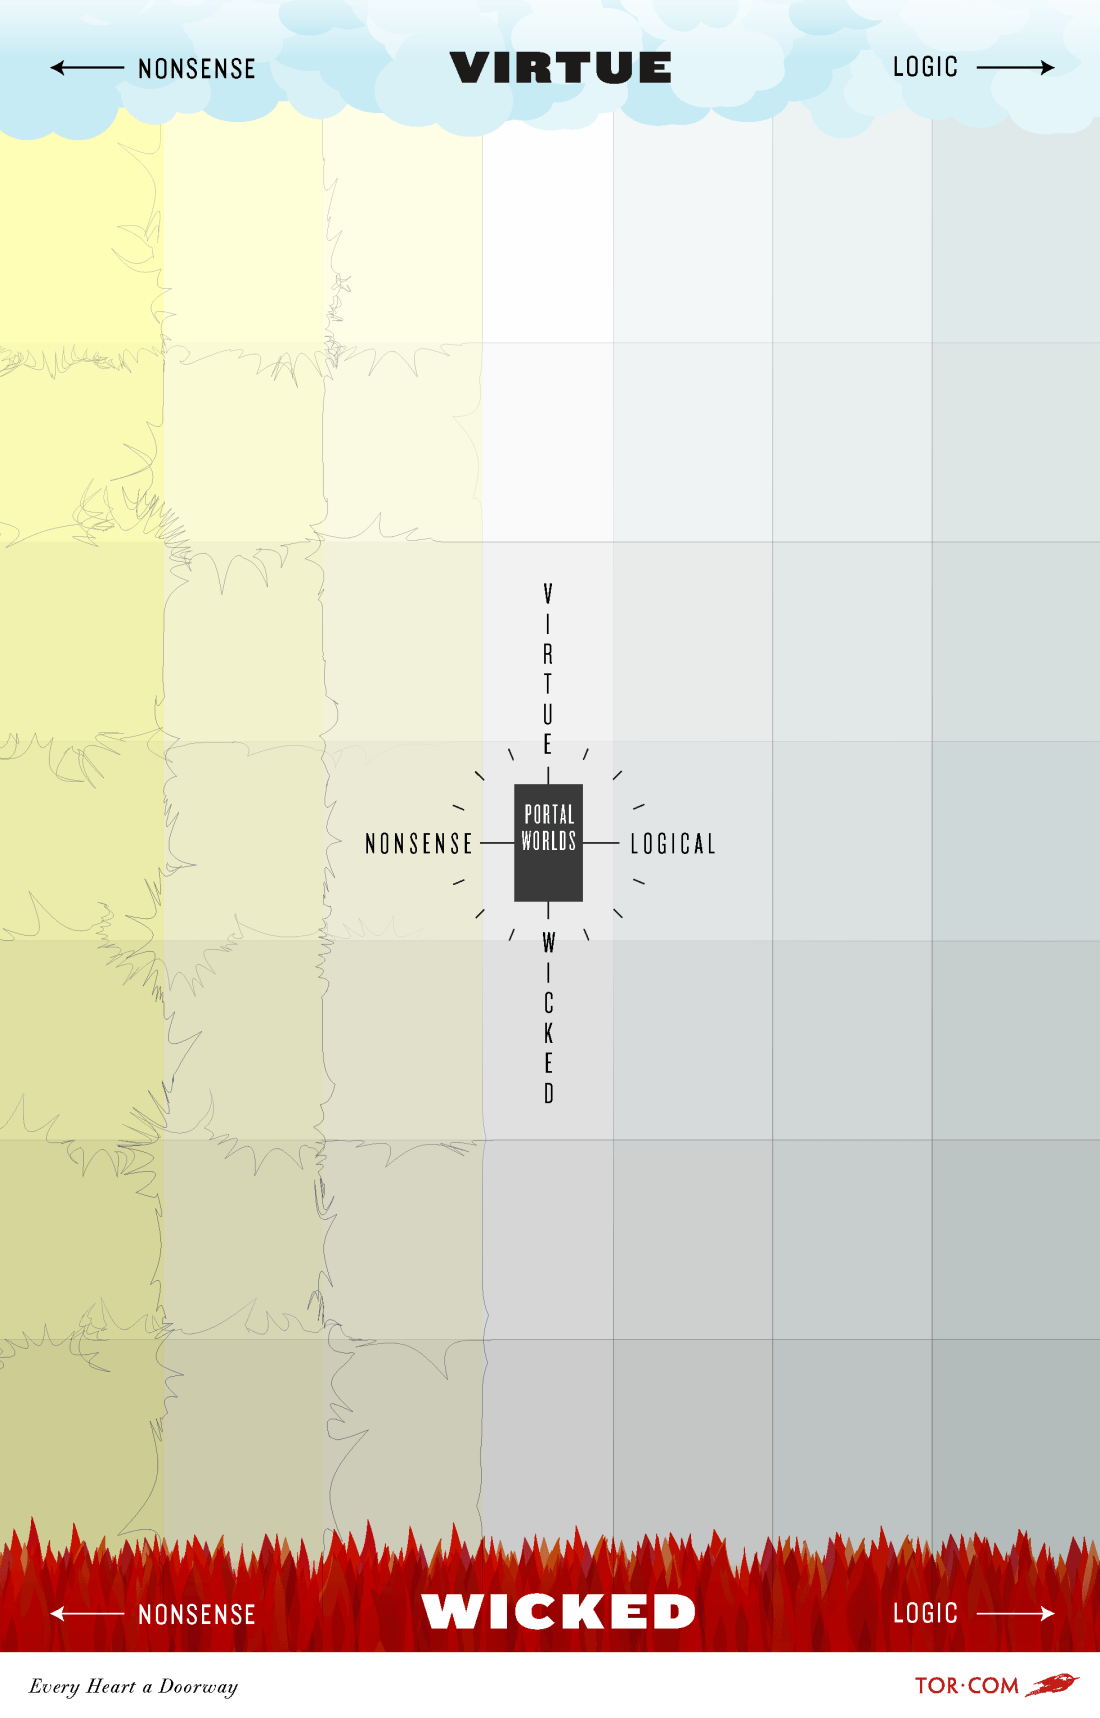 NONSENSE VIRTUE LOGIC
VIRTUE
PORTAL
WORLDS
NONSENSE LOGICAL
WICKED
NONSENSE WICKED LOGIC
Every Heart a Doorway TOR·COM